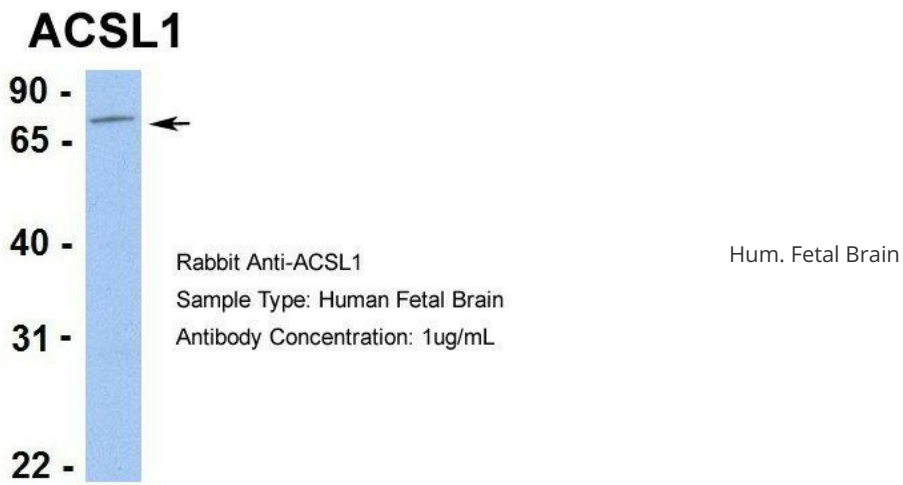 ACSL1
90 -
65 -
40 -
31 -
22 -
Rabbit Anti-ACSL1
Sample Type: Human Fetal Brain
Antibody Concentration: 1ug/mL
Hum. Fetal Brain